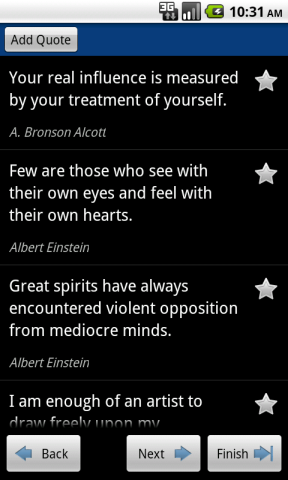 3G
10:31 AM
Add Quote
Your real influence is measured
by your treatment of yourself.
A. Bronson Alcott
Few are those who see with
their own eyes and feel with
their own hearts.
Albert Einstein
Great spirits have always
encountered violent opposition
from mediocre minds.
Albert Einstein
I am enough of an artist to
draw freely upon my
Back
Next
Finish